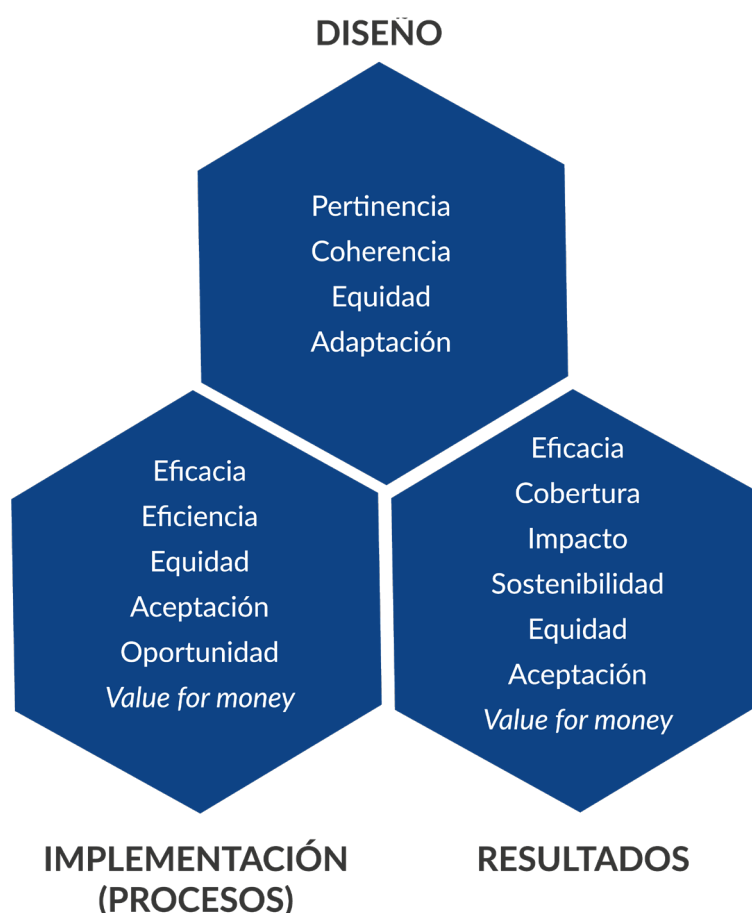 DISEÑO
Pertinencia
Coherencia
Equidad
Adaptación
Eficacia
Eficiencia
Equidad
Aceptación
Oportunidad
Value for money
IMPLEMENTACIÓN
(PROCESOS)
Eficacia
Cobertura
Impacto
Sostenibilidad
Equidad
Aceptación
Value for money
RESULTADOS